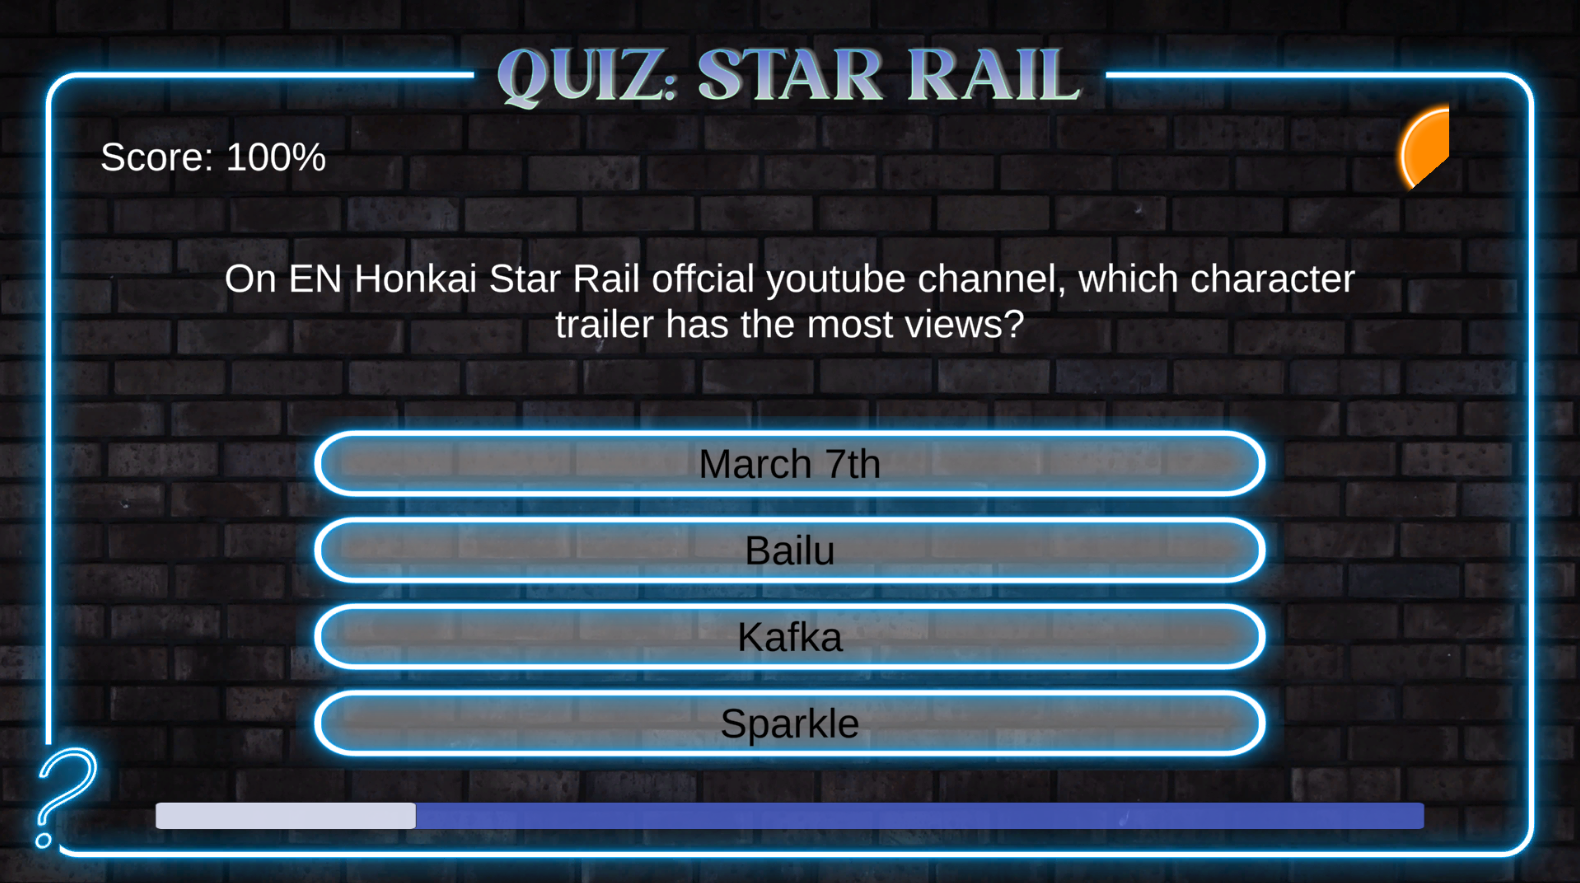 QUIZ: STAR RAIL
Score: 100%
On EN Honkai Star Rail offcial youtube channel, which character
trailer has the most views?
March 7th
Bailu
Kafka
Sparkle
?